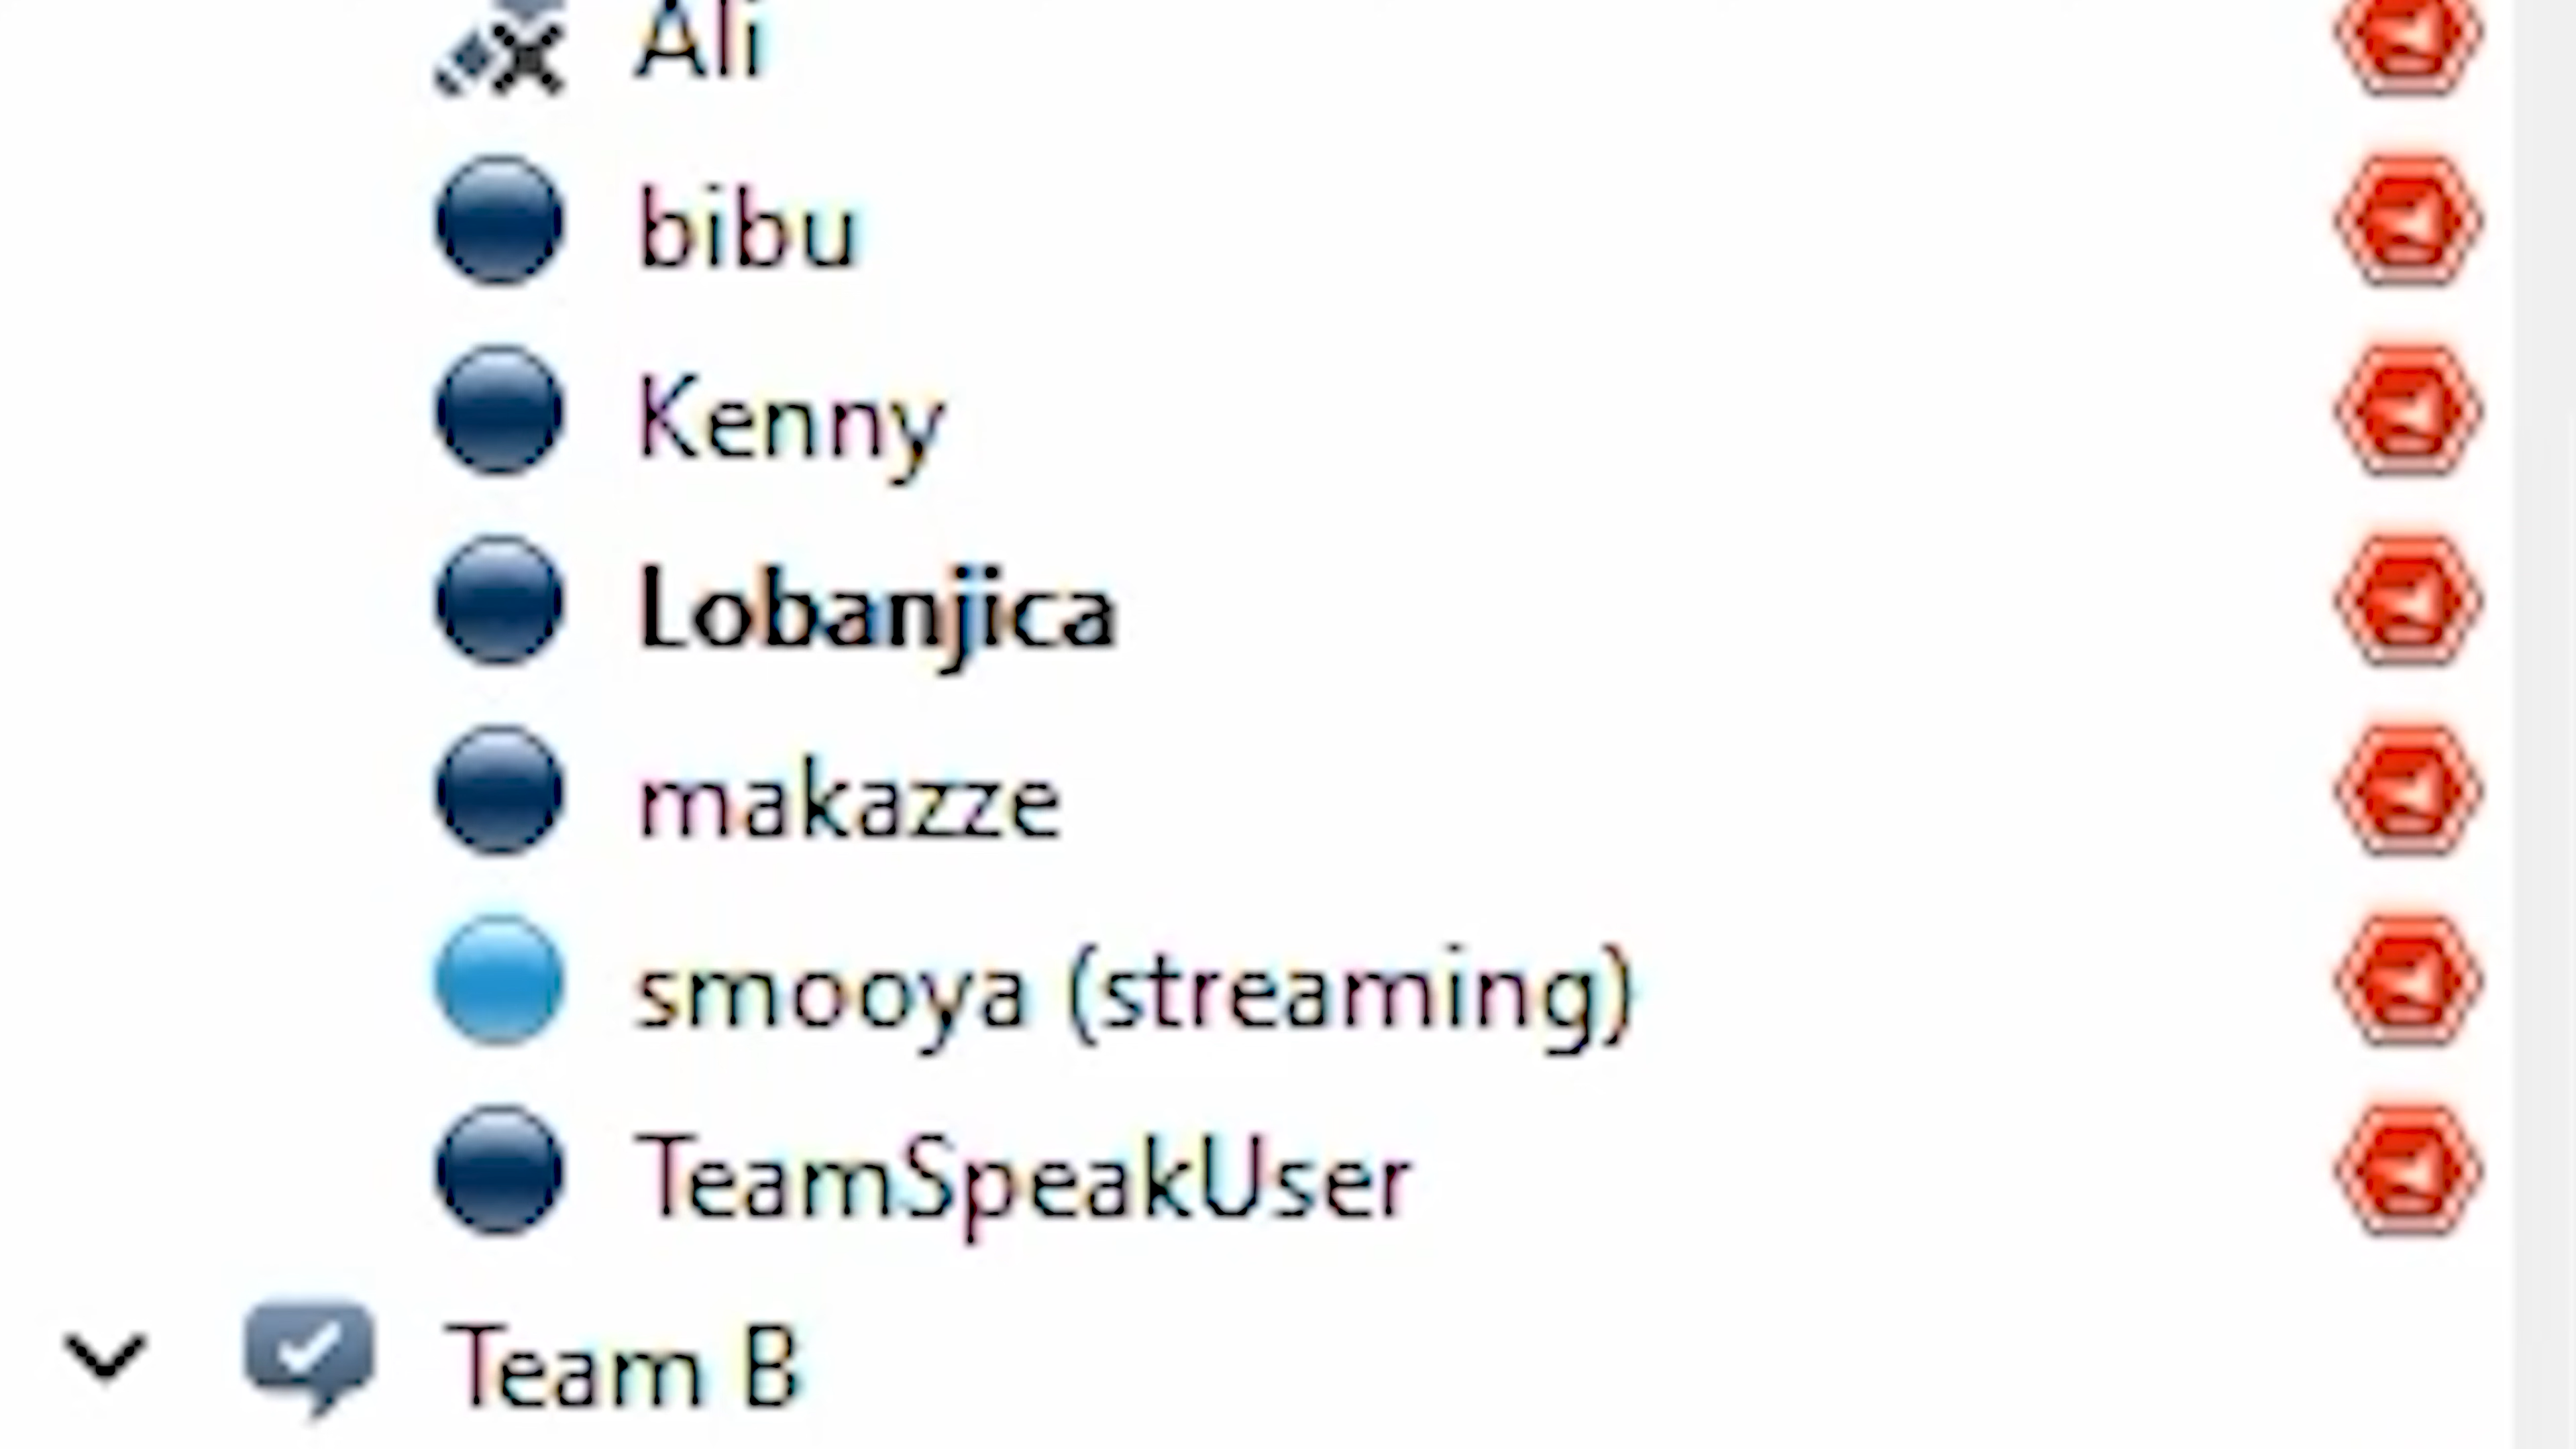 Ali
bibu
Kenny
Lobanjica
makazze
smooya (streaming)
TeamSpeakUser
Team B